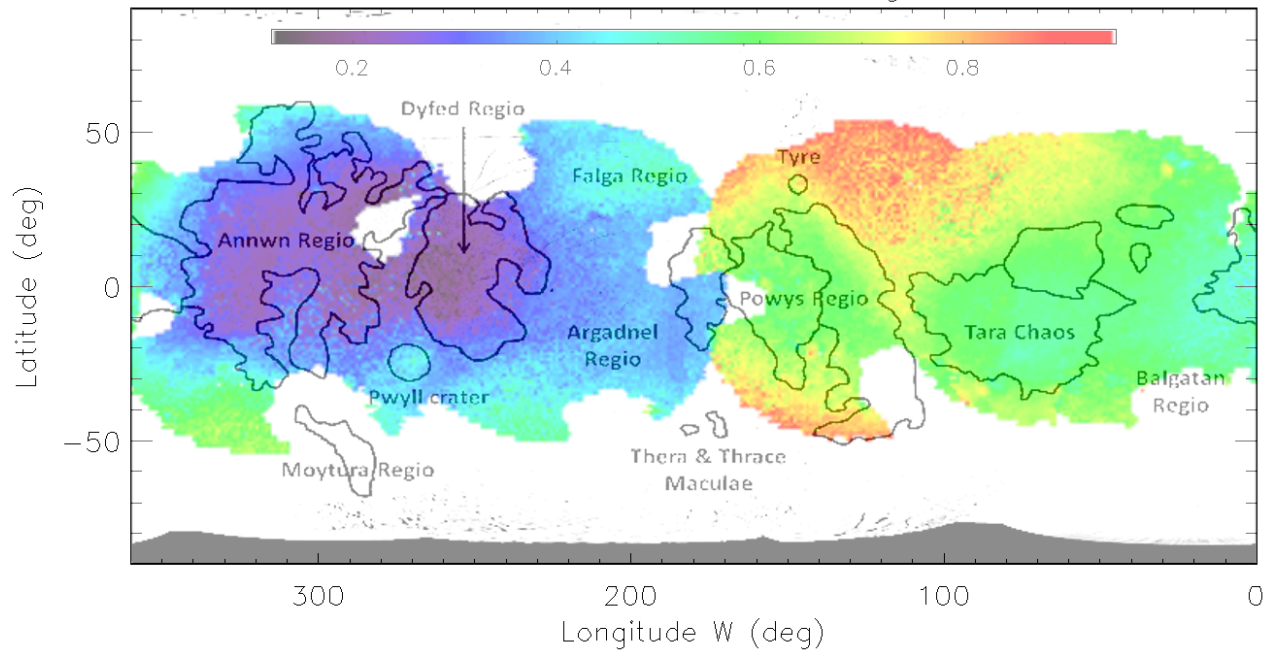 0.2 0.4 0.6 0.8
Dyfed Regio
50
Tyre
Falga Regio
Annwn Regio
0
Powys Regio
Argadnel
Regio
Tara Chaos
Pwyll crater
Balgatan
Regio
-50
Moytura Regio
Thera & Thrace
Maculae
Latitude (deg)
300 200 100 0
Longitude W (deg)